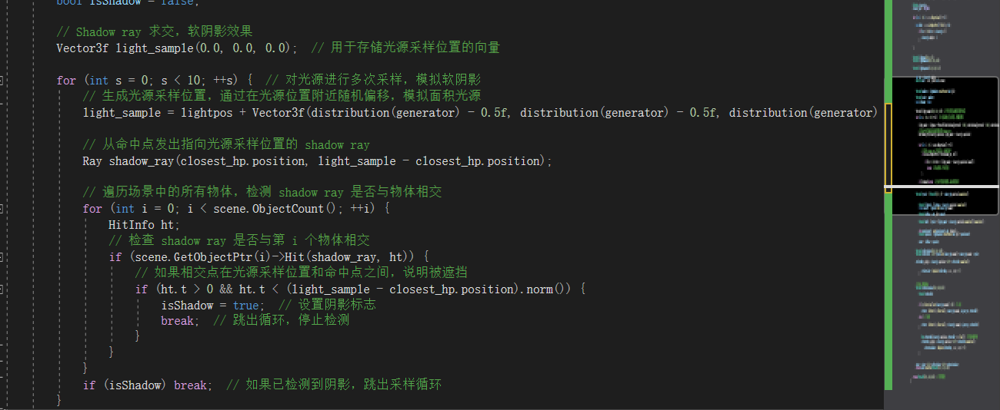 bool isShadow = false;
// Shadow ray 求交，软阴影效果
Vector3f light_sample(0.0, 0.0, 0.0);  // 用于存储光源采样位置的向量
for (int s = 0; s < 10; ++s) {  // 对光源进行多次采样，模拟软阴影
// 生成光源采样位置，通过在光源位置附近随机偏移，模拟面积光源
light_sample = lightpos + Vector3f(distribution(generator) - 0.5f, distribution(generator) - 0.5f, distribution(generator)
// 从命中点发出指向光源采样位置的 shadow ray
Ray shadow_ray(closest_hp.position, light_sample - closest_hp.position);
// 遍历场景中的所有物体，检测 shadow ray 是否与物体相交
for (int i = 0; i < scene.ObjectCount(); ++i) {
HitInfo ht;
// 检查 shadow ray 是否与第 i 个物体相交
if (scene.GetObjectPtr(i)->Hit(shadow_ray, ht)) {
// 如果相交点在光源采样位置和命中点之间，说明被遮挡
if (ht.t > 0 && ht.t < (light_sample - closest_hp.position).norm()) {
isShadow = true;  // 设置阴影标志
break;  // 跳出循环，停止检测
}
}
}
if (isShadow) break;  // 如果已检测到阴影，跳出采样循环
}